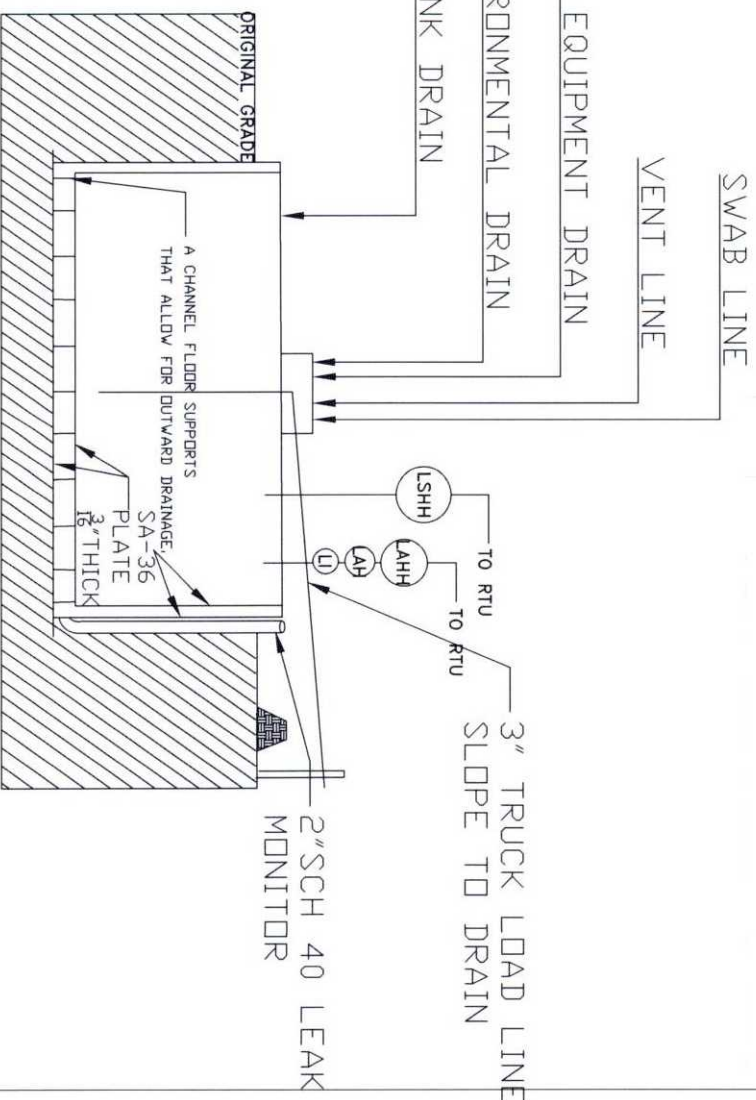 SWAB LINE
VENT LINE
EQUIPMENT DRAIN
RONMENTAL DRAIN
NK DRAIN
ORIGINAL GRADE
A CHANNEL FLOOR SUPPORTS
THAT ALLOW FOR OUTWARD DRAINAGE.
SA-36
PLATE
3/16" THICK
LSHH
TO RTU
LAHH
LAH
LI
TO RTU
3" TRUCK LOAD LINE
SLOPE TO DRAIN
2"SCH 40 LEAK
MONITOR